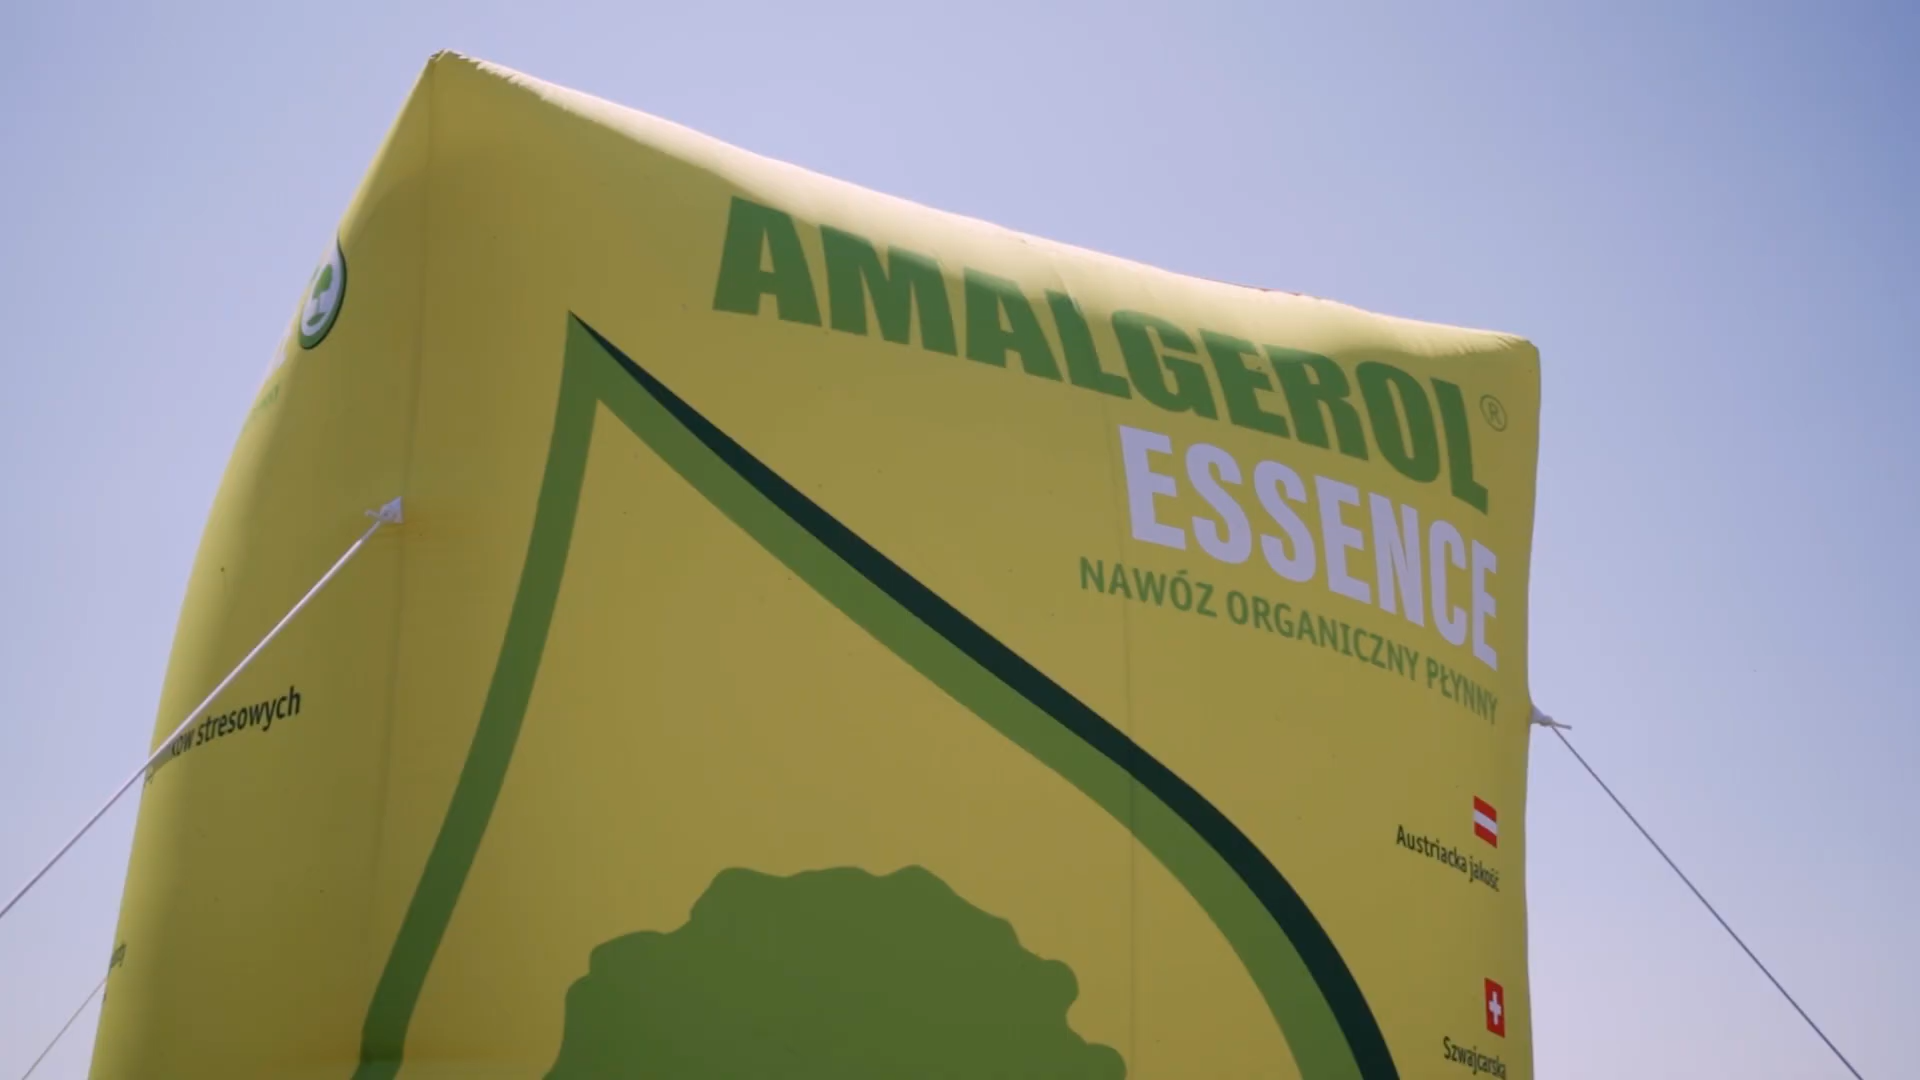 AMALGEROL®
ESSENCE
NAWÓZ ORGANICZNY PŁYNNY
stresowych
Austriacka jakość
Szwajcarska